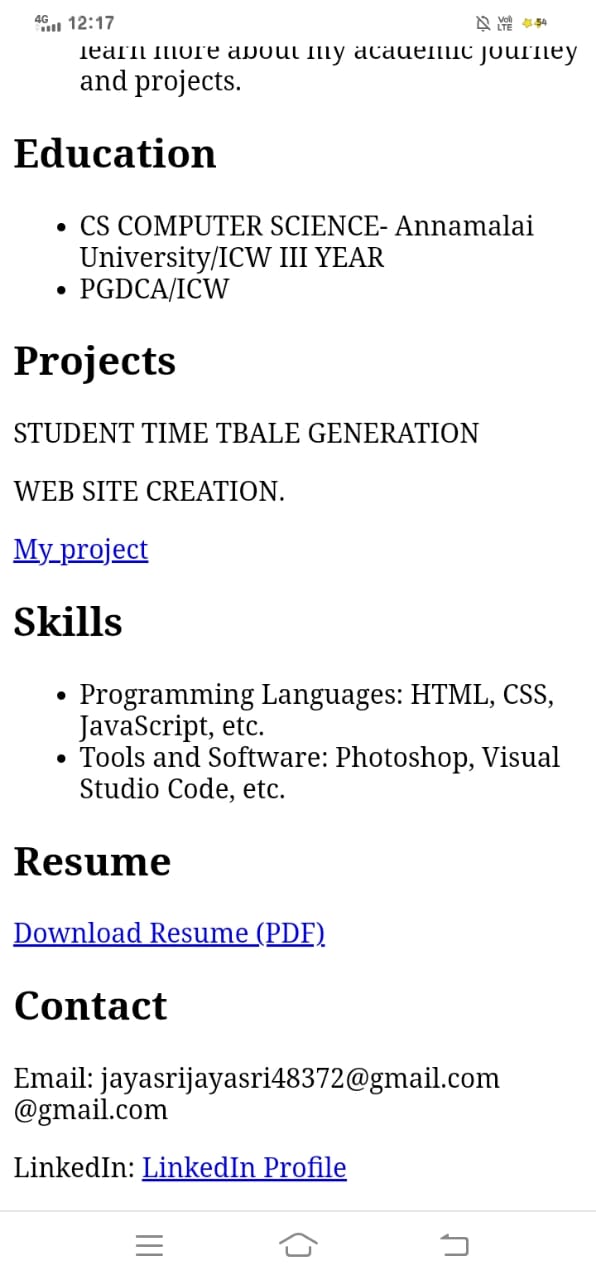 4G 12:17 Voll LTE 54
learn more about my academic journey
and projects.
Education
• CS COMPUTER SCIENCE- Annamalai
University/ICW III YEAR
• PGDCA/ICW
Projects
STUDENT TIME TBALE GENERATION
WEB SITE CREATION.
My project
Skills
• Programming Languages: HTML, CSS,
JavaScript, etc.
• Tools and Software: Photoshop, Visual
Studio Code, etc.
Resume
Download Resume (PDF)
Contact
Email: jayasrijayasri48372@gmail.com
@gmail.com
LinkedIn: LinkedIn Profile